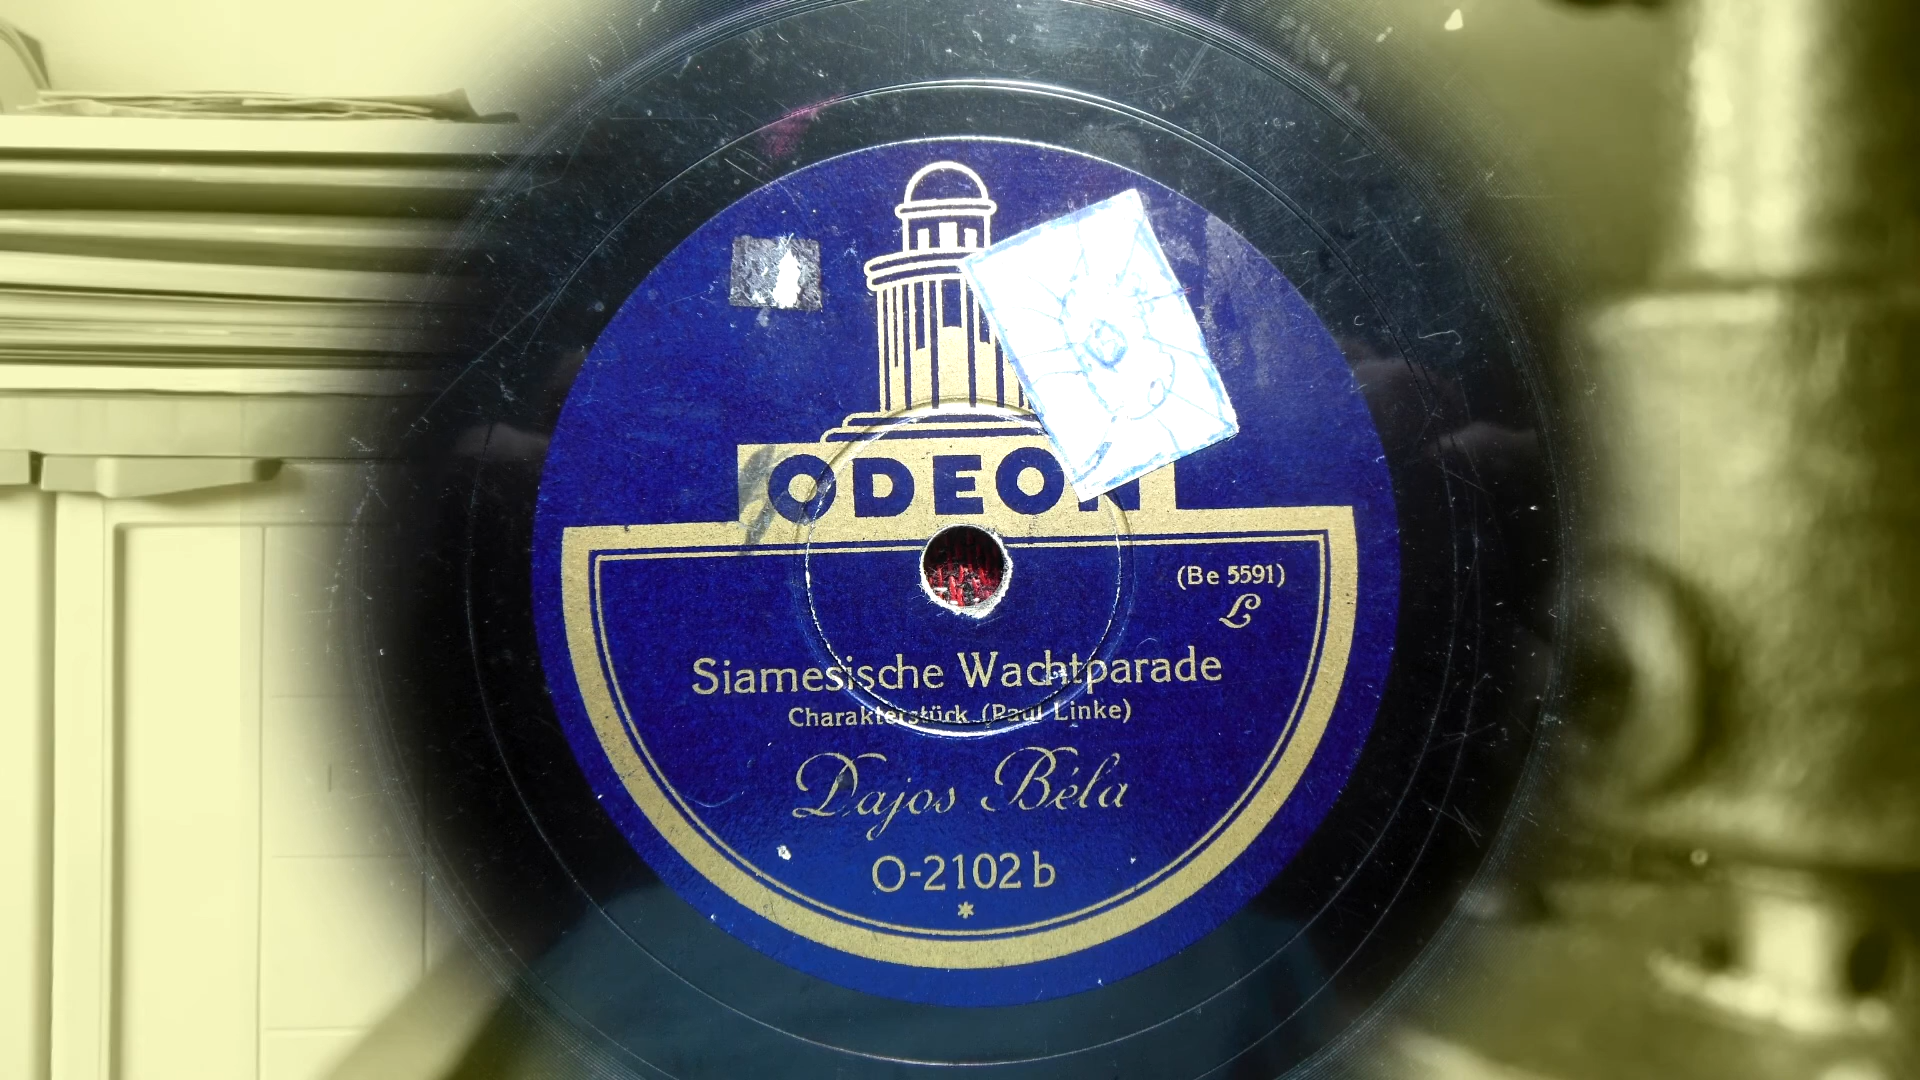 ODEON
(Be 5591)
L
Siamesische Wachtparade
Charakterstück (Paul Linke)
Dajos Béla
O-2102 b
*